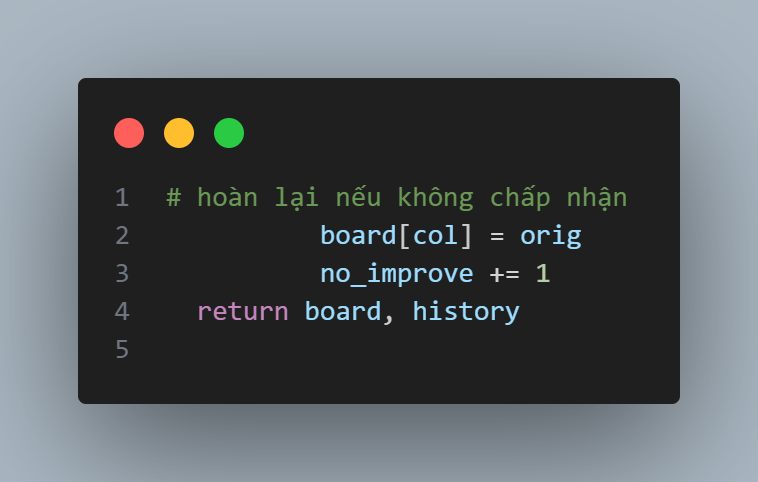 1 # hoàn lại nếu không chấp nhận
2 board[col] = orig
3 no_improve += 1
4 return board, history
5